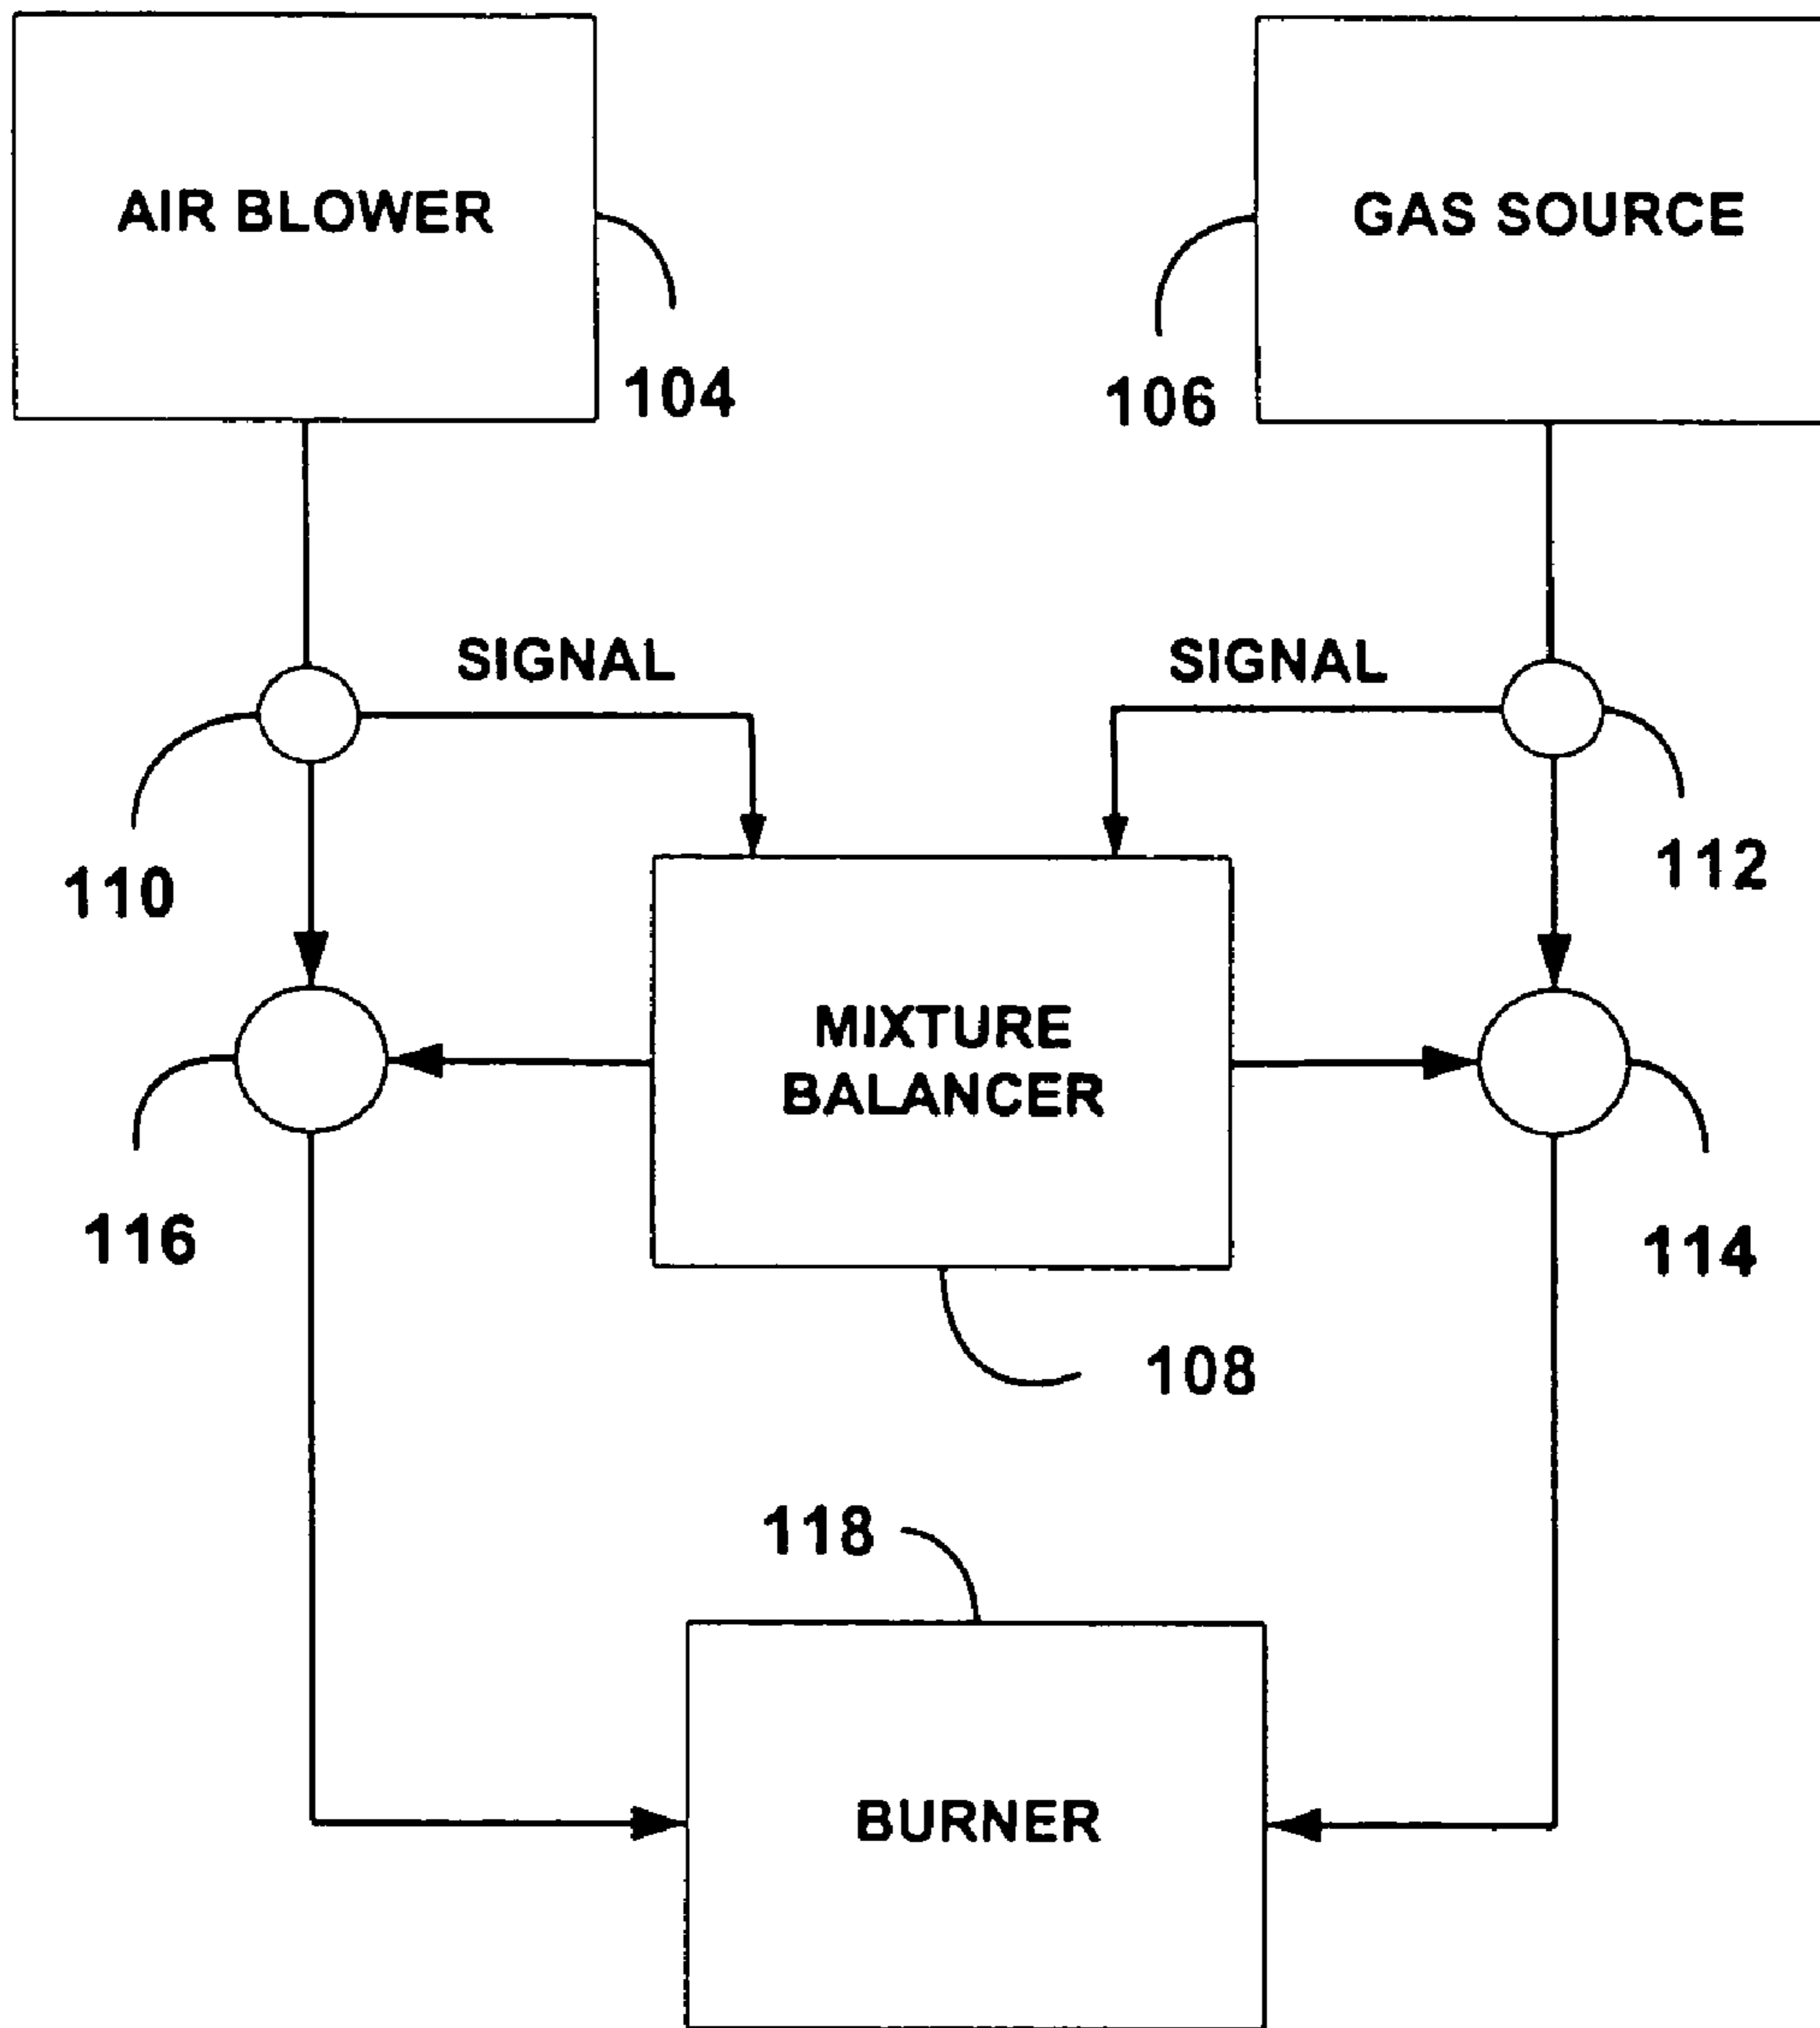 AIR BLOWER
GAS SOURCE
104
106
SIGNAL
SIGNAL
110
112
MIXTURE
BALANCER
116
114
108
118
BURNER